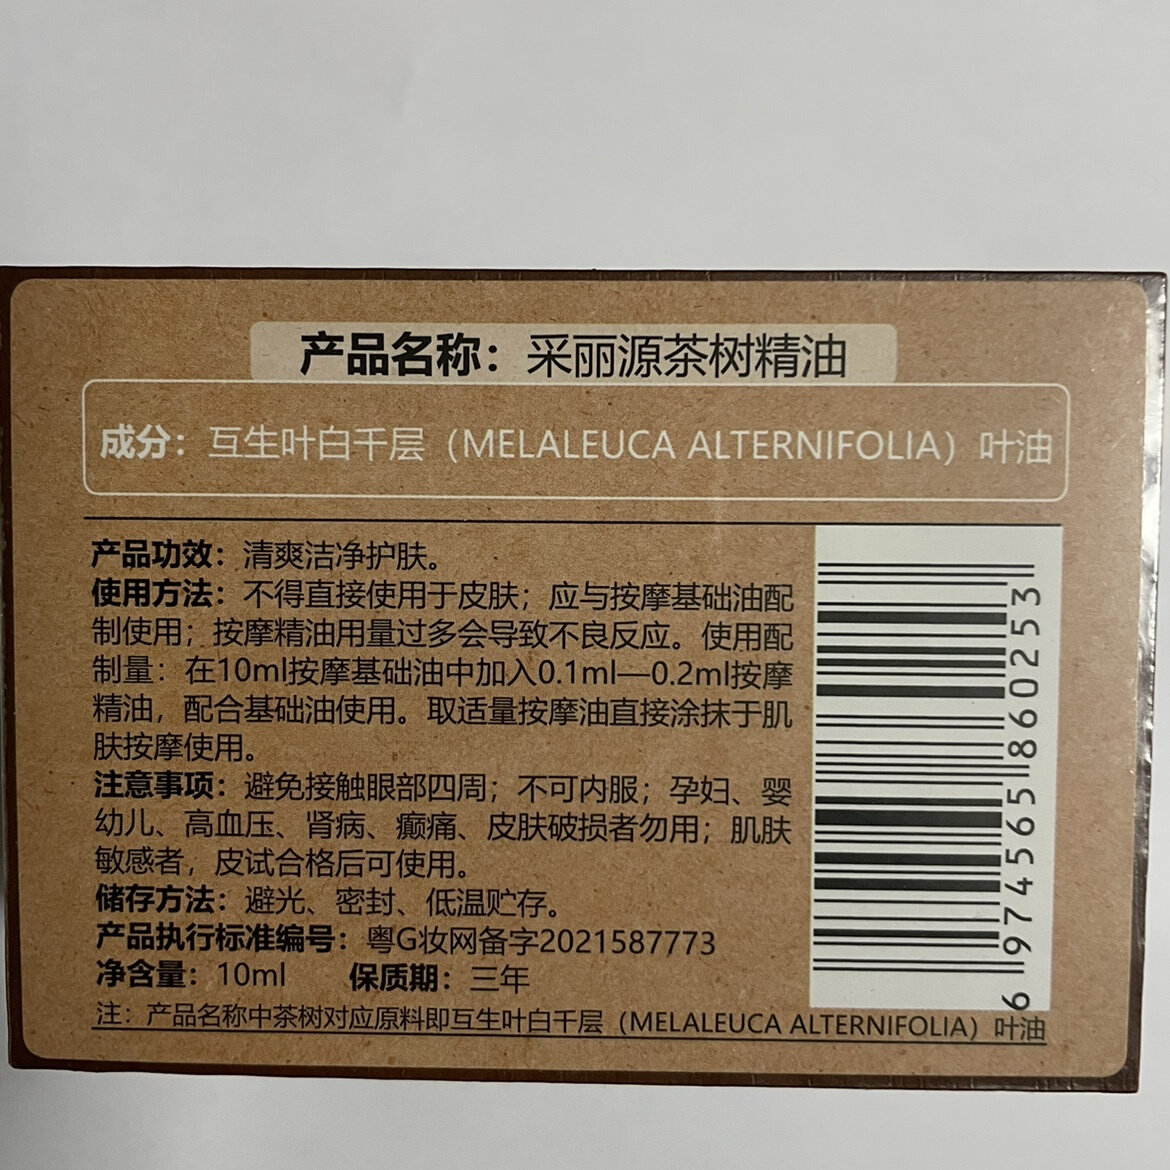 产品名称：采丽源茶树精油
成分：互生叶白千层（MELALEUCA ALTERNIFOLIA）叶油
产品功效：清爽洁净护肤。
使用方法：不得直接使用于皮肤；应与按摩基础油配
制使用；按摩精油用量过多会导致不良反应。使用配
制量：在10ml按摩基础油中加入0.1ml—0.2ml按摩
精油，配合基础油使用。取适量按摩油直接涂抹于肌
肤按摩使用。
注意事项：避免接触眼部四周；不可内服；孕妇、婴
幼儿、高血压、肾病、癫痛、皮肤破损者勿用；肌肤
敏感者，皮试合格后可使用。
储存方法：避光、密封、低温贮存。
产品执行标准编号：粤G妆网备字2021587773
净含量：10ml 保质期：三年
注：产品名称中茶树对应原料即互生叶白千层（MELALEUCA ALTERNIFOLIA）叶油
6 974565 860253